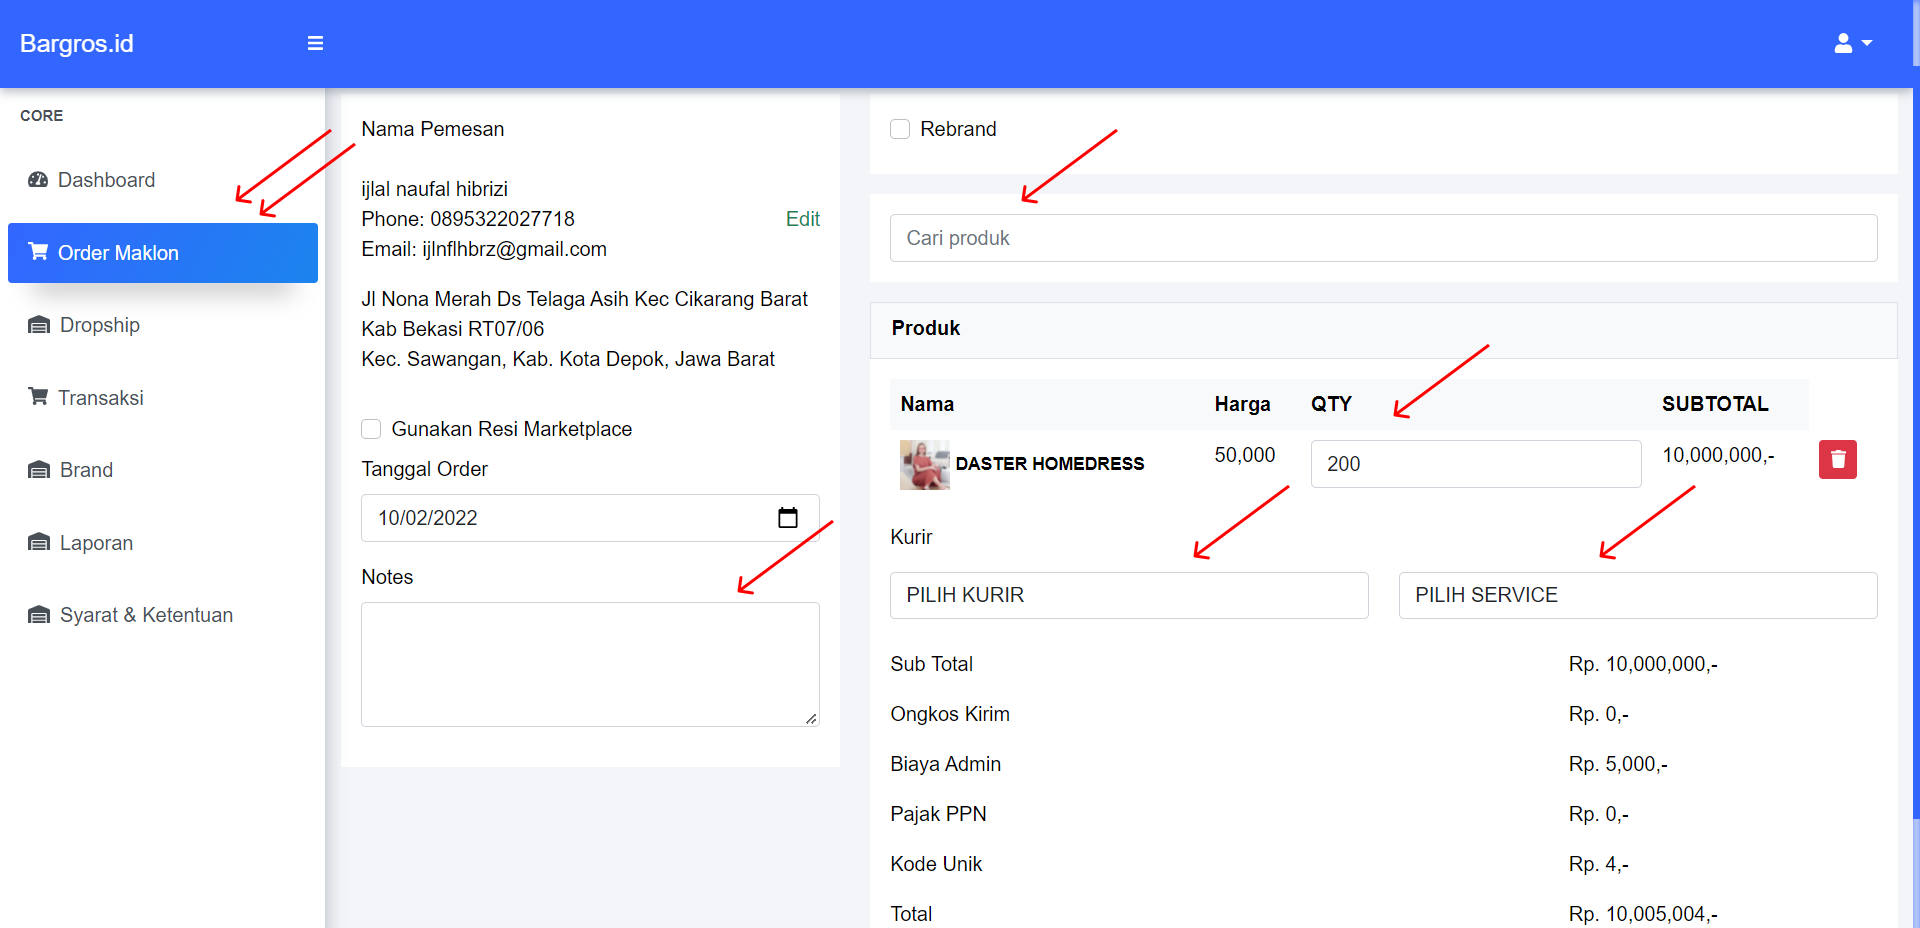 Bargros.id
CORE
Dashboard
Order Maklon
Dropship
Transaksi
Brand
Laporan
Syarat & Ketentuan
Nama Pemesan
ijlal naufal hibrizi
Phone: 0895322027718
Edit
Email: ijlnflhbrz@gmail.com
Jl Nona Merah Ds Telaga Asih Kec Cikarang Barat
Kab Bekasi RT07/06
Kec. Sawangan, Kab. Kota Depok, Jawa Barat
Gunakan Resi Marketplace
Tanggal Order
10/02/2022
Notes
Rebrand
Cari produk
Produk
Nama Harga QTY SUBTOTAL
DASTER HOMEDRESS 50,000 200 10,000,000,-
Kurir
PILIH KURIR PILIH SERVICE
Sub Total Rp. 10,000,000,-
Ongkos Kirim Rp. 0,-
Biaya Admin Rp. 5,000,-
Pajak PPN Rp. 0,-
Kode Unik Rp. 4,-
Total Rp. 10,005,004,-